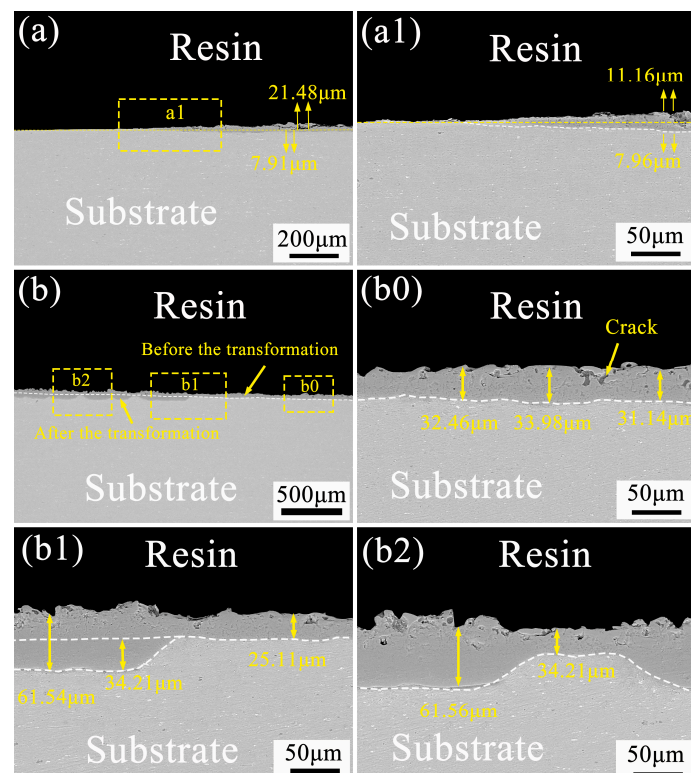 (a)
Resin
21.48μm
a1
7.91μm
Substrate
200μm
(a1)
Resin
11.16μm
7.96μm
Substrate
50μm
(b)
Resin
Before the transformation
b2
b1
b0
After the transformation
Substrate
500μm
(b0)
Resin
Crack
32.46μm
33.98μm
31.14μm
Substrate
50μm
(b1)
Resin
25.11μm
34.21μm
61.54μm
Substrate
50μm
(b2)
Resin
34.21μm
61.56μm
Substrate
50μm